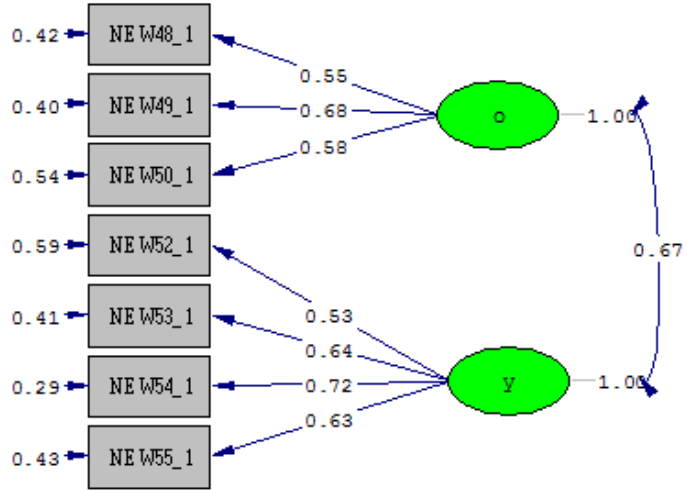 0.42 NEW48_1
0.55
0.40 NEW49_1 0.68 o 1.00
0.58
0.54 NEW50_1
0.59 NEW52_1
0.67
0.53
0.41 NEW53_1
0.64
0.29 NEW54_1 0.72 y 1.00
0.63
0.43 NEW55_1